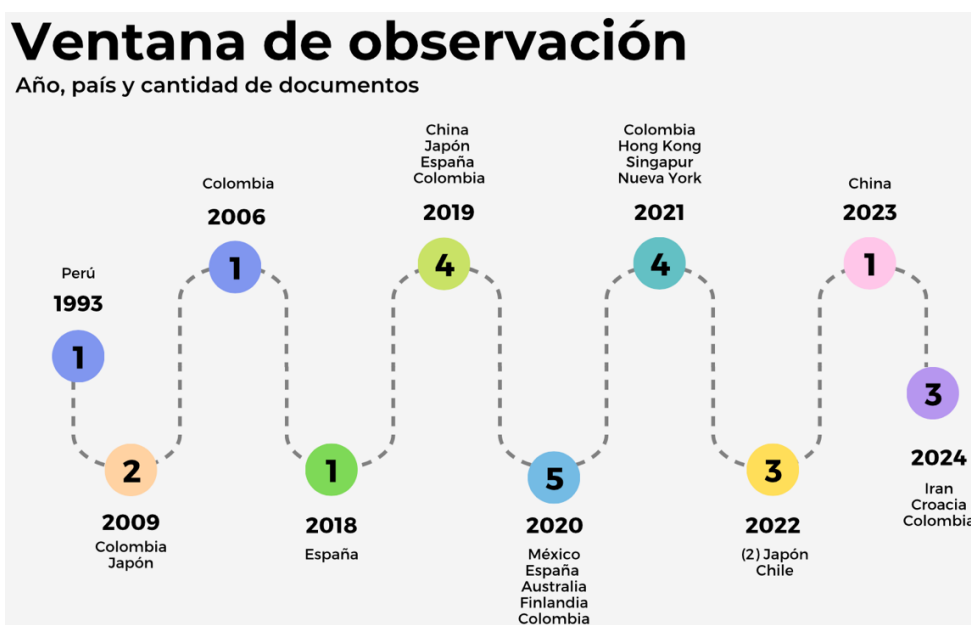 Ventana de observación
Año, país y cantidad de documentos
Perú
1993
1
2
2009
Colombia
Japón
Colombia
2006
1
1
2018
España
China
Japón
España
Colombia
2019
4
5
2020
México
España
Australia
Finlandia
Colombia
Colombia
Hong Kong
Singapur
Nueva York
2021
4
3
2022
(2) Japón
Chile
China
2023
1
3
2024
Iran
Croacia
Colombia